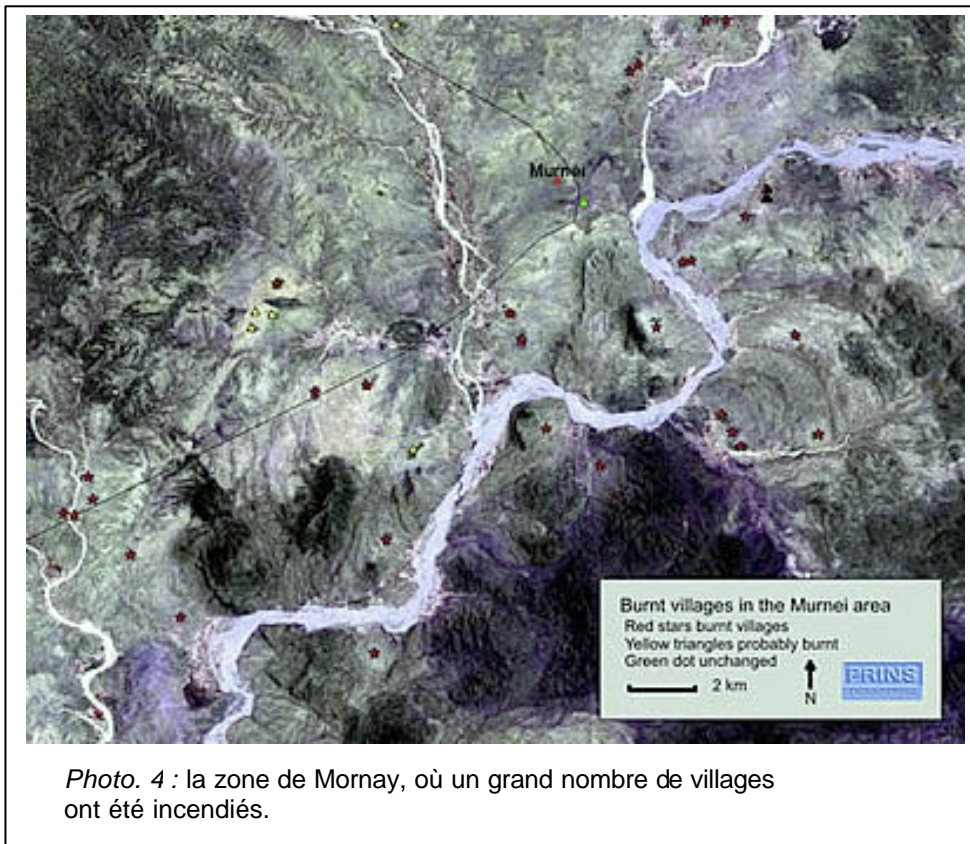 Murnei
Burnt villages in the Murnei area
Red stars burnt villages
Yellow triangles probably burnt
Green dot unchanged
2 km
N
PRINS
Photo. 4 : la zone de Mornay, où un grand nombre de villages
ont été incendiés.